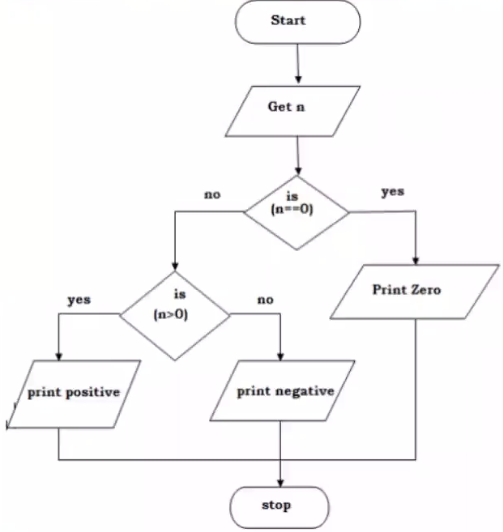 Start
Get n
no
is
(n==0)
yes
Print Zero
yes
is
(n>0)
no
print positive
print negative
stop